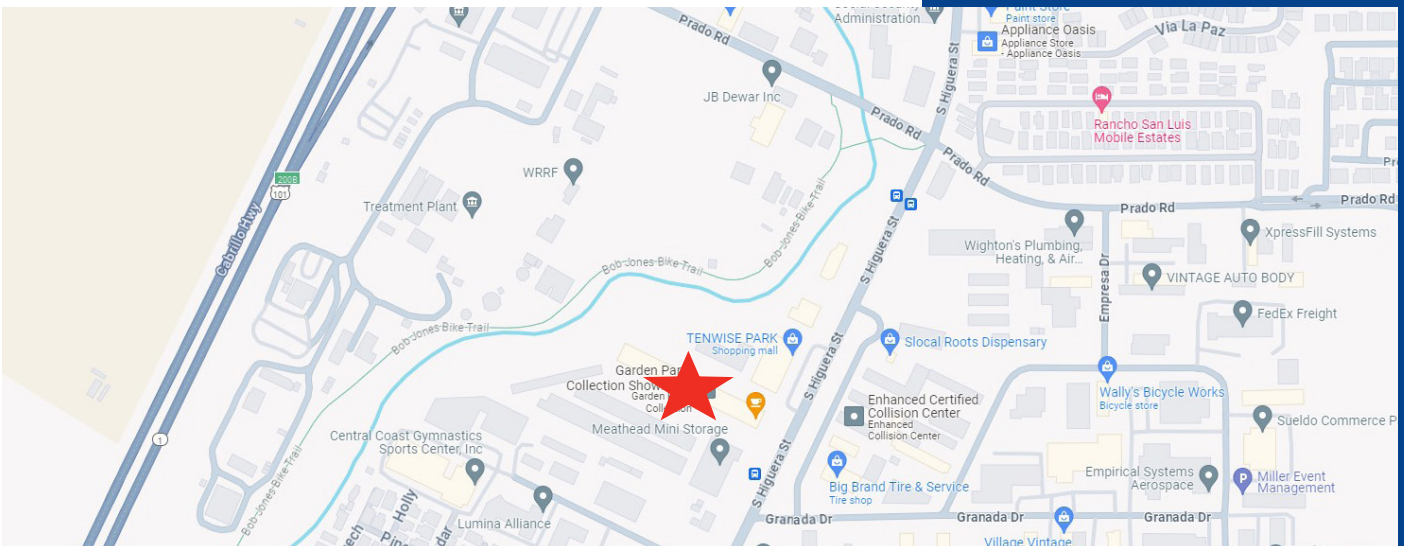 Administration
Paint store
Appliance Oasis
Appliance Store
- Appliance Oasis
Via La Paz
Prado Rd
S Higuera St
JB Dewar Inc
Prado Rd
Rancho San Luis
Mobile Estates
Prado Rd
WRRF
Treatment Plant
200B
101
Cabrillo Hwy
Bob Jones Bike Trail
Prado Rd
Prado Rd
XpressFill Systems
Wighton's Plumbing,
Heating, & Air...
S Higuera St
Bob Jones Bike Trail
VINTAGE AUTO BODY
Empresa Dr
FedEx Freight
Bob Jones Bike Trail
TENWISE PARK
Shopping mall
Slocal Roots Dispensary
S Higuera St
Garden Par
Collection Show
Garden
Wally's Bicycle Works
Bicycle store
Enhanced Certified
Collision Center
Enhanced
Collision Center
Meathead Mini Storage
Sueldo Commerce P
1
Central Coast Gymnastics
Sports Center, Inc
S Higuera St
Bob Jones Bike Trail
Empirical Systems
Aerospace
P
Miller Event
Management
Big Brand Tire & Service
Tire shop
Holly
Lumina Alliance
Granada Dr
Granada Dr
Granada Dr
Village Vintage